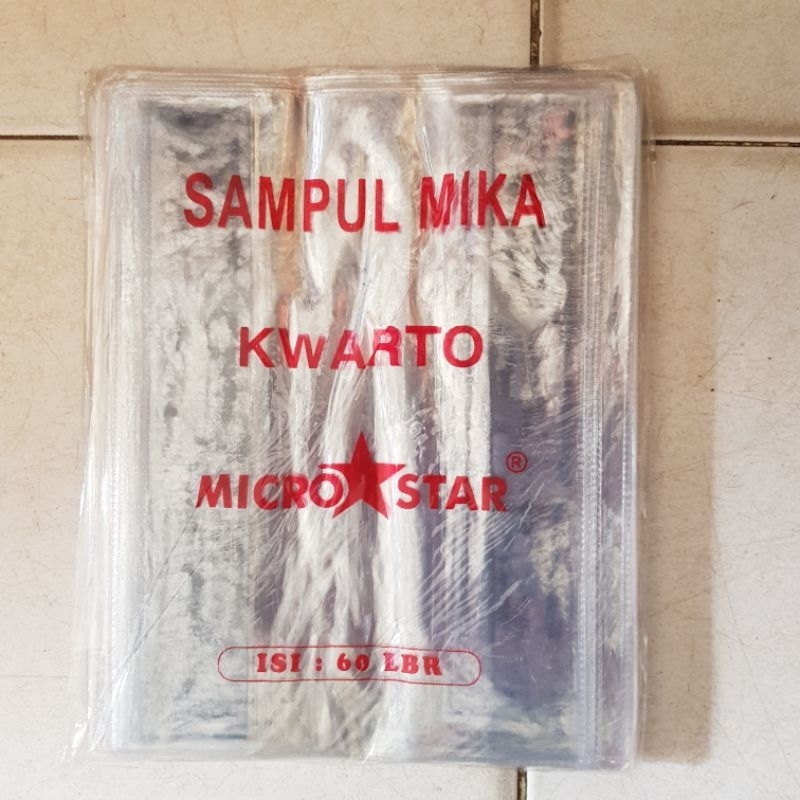 SAMPUL MIKA
KWARTO
MICRO STAR ®
ISI : 60 LBR